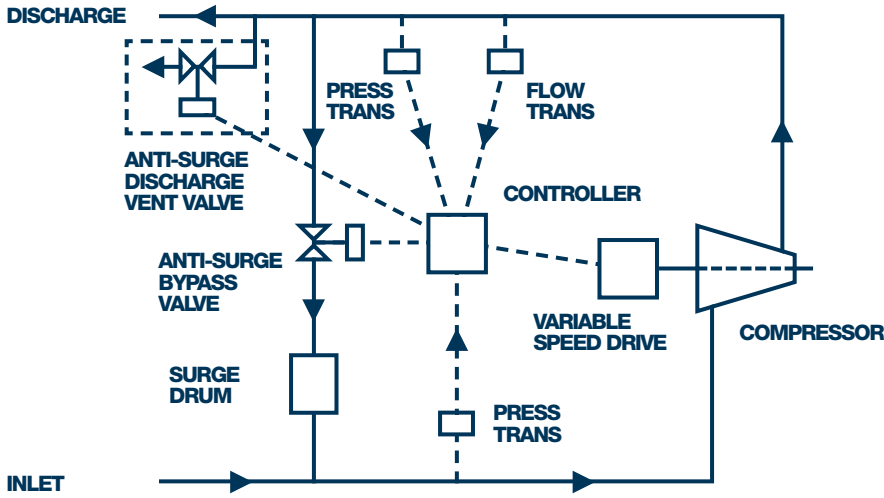 DISCHARGE
PRESS
TRANS
FLOW
TRANS
ANTI-SURGE
DISCHARGE
VENT VALVE
CONTROLLER
ANTI-SURGE
BYPASS
VALVE
VARIABLE
SPEED DRIVE
COMPRESSOR
SURGE
DRUM
PRESS
TRANS
INLET